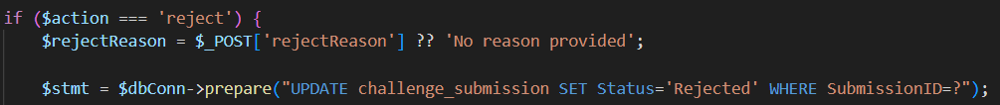 if ($action === 'reject') {
    $rejectReason = $_POST['rejectReason'] ?? 'No reason provided';
    $stmt = $dbConn->prepare("UPDATE challenge_submission SET Status='Rejected' WHERE SubmissionID=?");